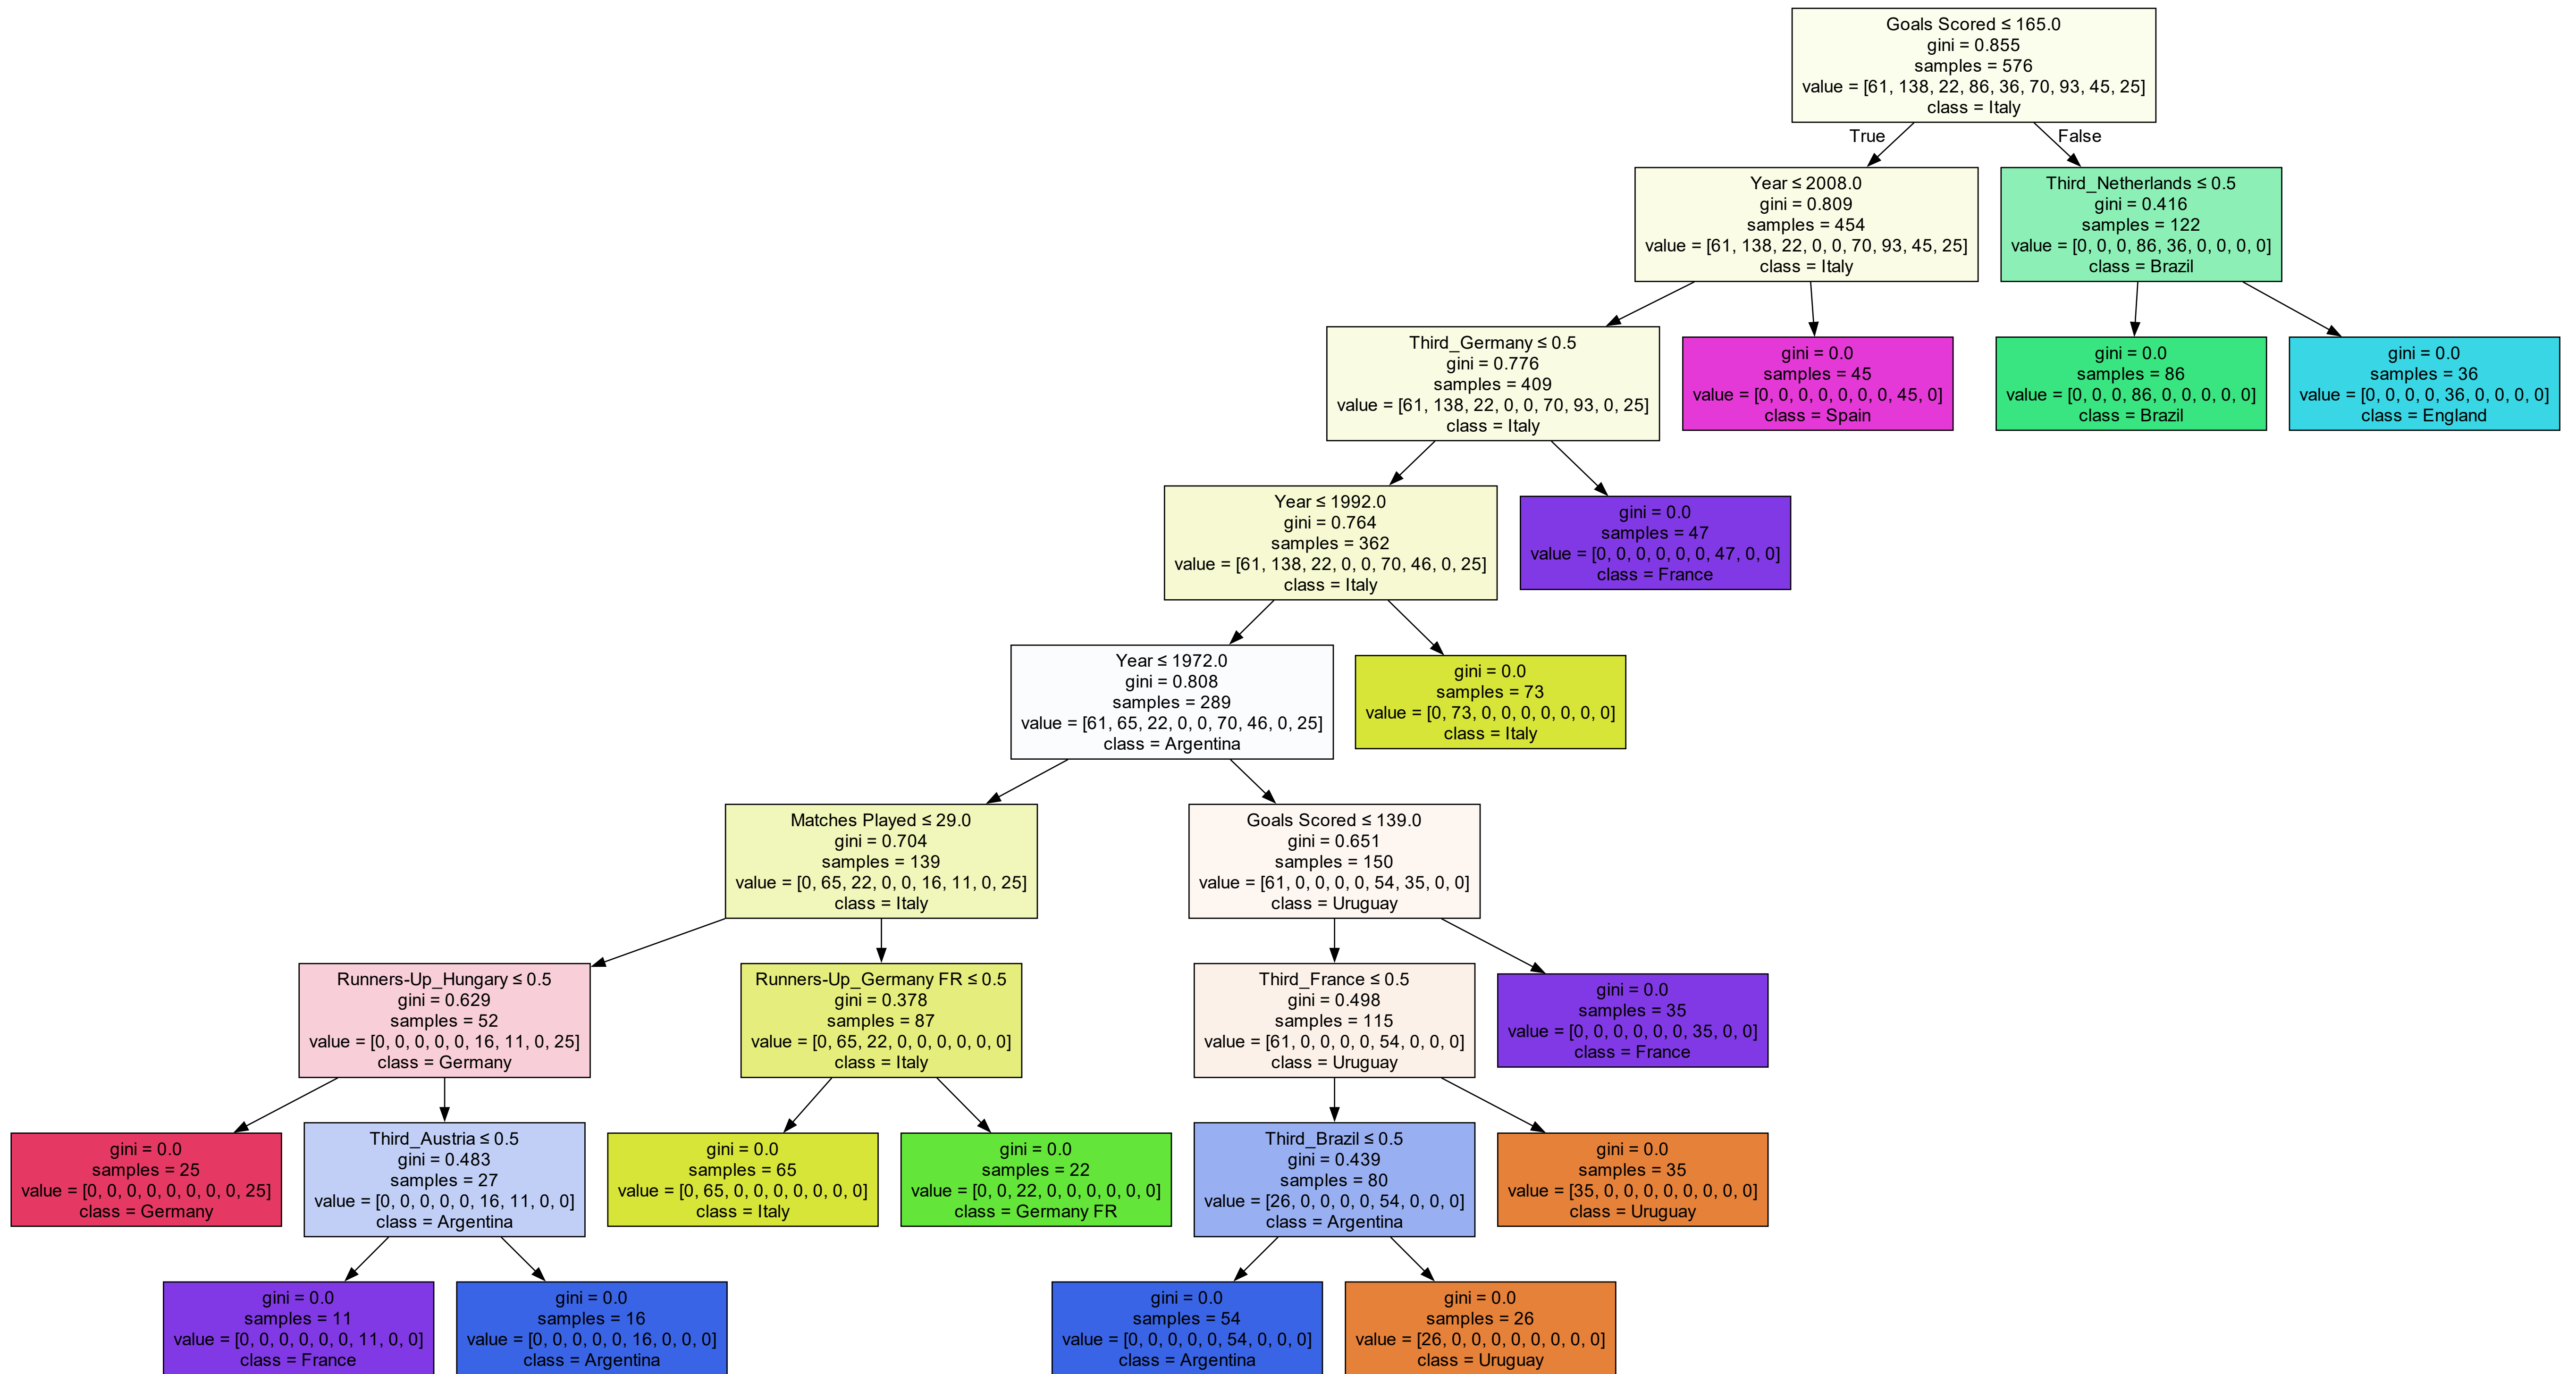 Goals Scored ≤ 165.0
gini = 0.855
samples = 576
value = [61, 138, 22, 86, 36, 70, 93, 45, 25]
class = Italy
True
False
Year ≤ 2008.0
gini = 0.809
samples = 454
value = [61, 138, 22, 0, 0, 70, 93, 45, 25]
class = Italy
Third_Netherlands ≤ 0.5
gini = 0.416
samples = 122
value = [0, 0, 0, 86, 36, 0, 0, 0, 0]
class = Brazil
Third_Germany ≤ 0.5
gini = 0.776
samples = 409
value = [61, 138, 22, 0, 0, 70, 93, 0, 25]
class = Italy
gini = 0.0
samples = 45
value = [0, 0, 0, 0, 0, 0, 0, 45, 0]
class = Spain
gini = 0.0
samples = 86
value = [0, 0, 0, 86, 0, 0, 0, 0, 0]
class = Brazil
gini = 0.0
samples = 36
value = [0, 0, 0, 0, 36, 0, 0, 0, 0]
class = England
Year ≤ 1992.0
gini = 0.764
samples = 362
value = [61, 138, 22, 0, 0, 70, 46, 0, 25]
class = Italy
gini = 0.0
samples = 47
value = [0, 0, 0, 0, 0, 0, 47, 0, 0]
class = France
Year ≤ 1972.0
gini = 0.808
samples = 289
value = [61, 65, 22, 0, 0, 70, 46, 0, 25]
class = Argentina
gini = 0.0
samples = 73
value = [0, 73, 0, 0, 0, 0, 0, 0, 0]
class = Italy
Matches Played ≤ 29.0
gini = 0.704
samples = 139
value = [0, 65, 22, 0, 0, 16, 11, 0, 25]
class = Italy
Goals Scored ≤ 139.0
gini = 0.651
samples = 150
value = [61, 0, 0, 0, 0, 54, 35, 0, 0]
class = Uruguay
Runners-Up_Hungary ≤ 0.5
gini = 0.629
samples = 52
value = [0, 0, 0, 0, 0, 16, 11, 0, 25]
class = Germany
Runners-Up_Germany FR ≤ 0.5
gini = 0.378
samples = 87
value = [0, 65, 22, 0, 0, 0, 0, 0, 0]
class = Italy
Third_France ≤ 0.5
gini = 0.498
samples = 115
value = [61, 0, 0, 0, 0, 54, 0, 0, 0]
class = Uruguay
gini = 0.0
samples = 35
value = [0, 0, 0, 0, 0, 0, 35, 0, 0]
class = France
gini = 0.0
samples = 25
value = [0, 0, 0, 0, 0, 0, 0, 0, 25]
class = Germany
Third_Austria ≤ 0.5
gini = 0.483
samples = 27
value = [0, 0, 0, 0, 0, 16, 11, 0, 0]
class = Argentina
gini = 0.0
samples = 65
value = [0, 65, 0, 0, 0, 0, 0, 0, 0]
class = Italy
gini = 0.0
samples = 22
value = [0, 0, 22, 0, 0, 0, 0, 0, 0]
class = Germany FR
Third_Brazil ≤ 0.5
gini = 0.439
samples = 80
value = [26, 0, 0, 0, 0, 54, 0, 0, 0]
class = Argentina
gini = 0.0
samples = 35
value = [35, 0, 0, 0, 0, 0, 0, 0, 0]
class = Uruguay
gini = 0.0
samples = 11
value = [0, 0, 0, 0, 0, 0, 11, 0, 0]
class = France
gini = 0.0
samples = 16
value = [0, 0, 0, 0, 0, 16, 0, 0, 0]
class = Argentina
gini = 0.0
samples = 54
value = [0, 0, 0, 0, 0, 54, 0, 0, 0]
class = Argentina
gini = 0.0
samples = 26
value = [26, 0, 0, 0, 0, 0, 0, 0, 0]
class = Uruguay